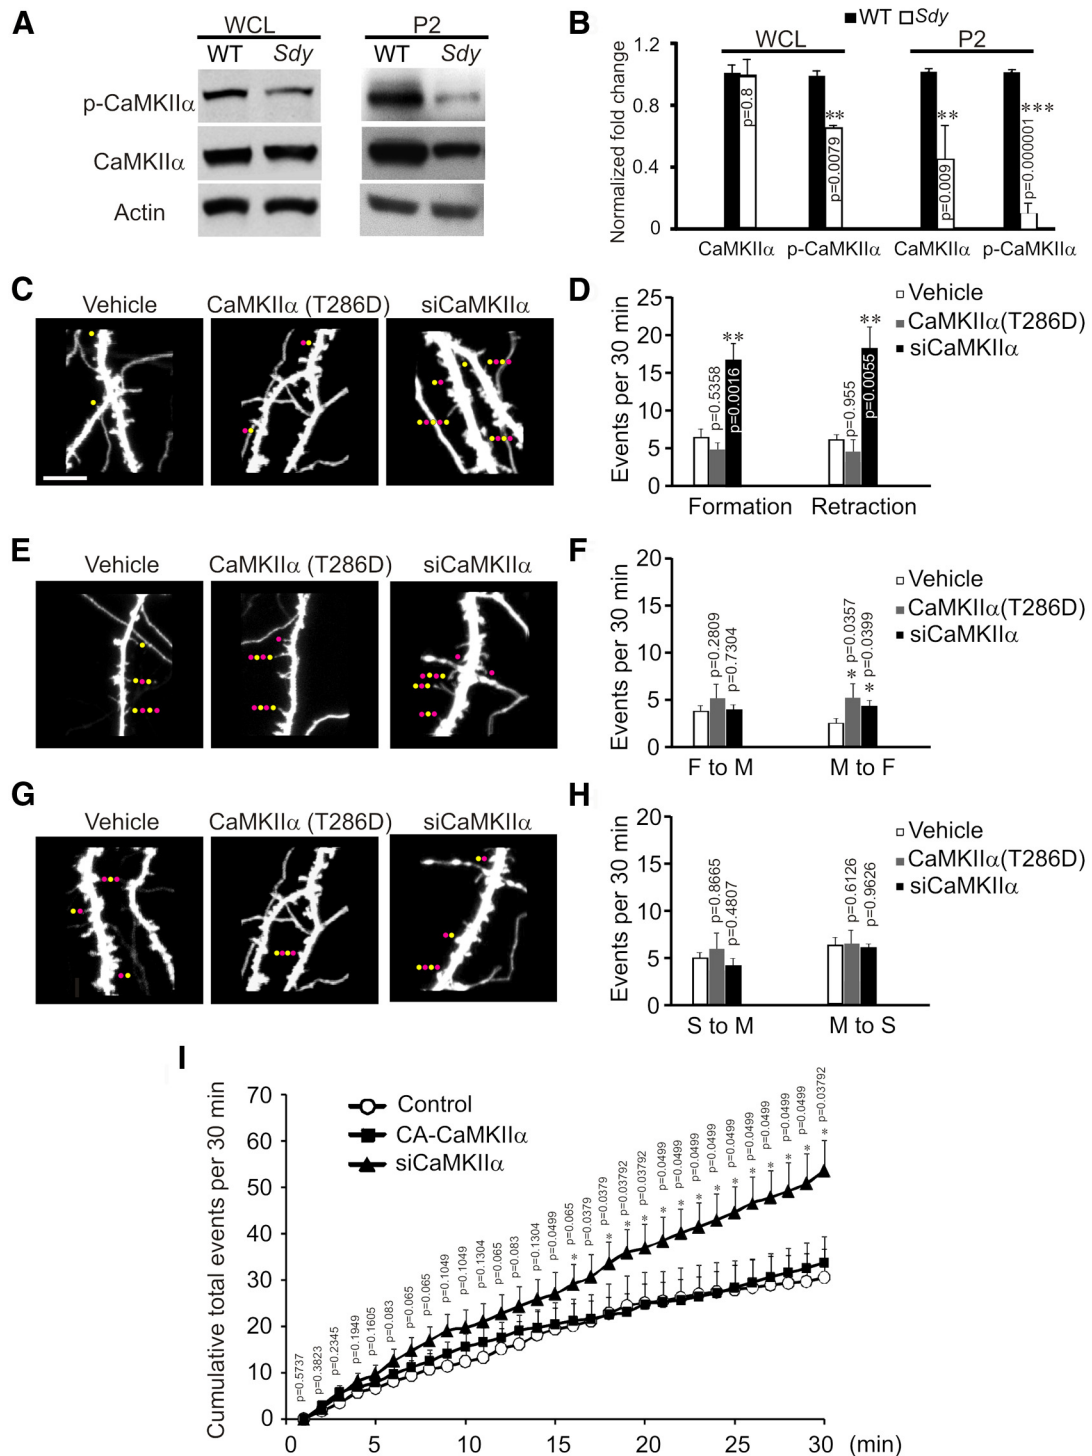 A
WCL
P2
WT
Sdy
WT
Sdy
p-CaMKIIα
CaMKIIα
Actin
B
WT
Sdy
WCL
P2
Normalized fold change
1.2
0.8
0.4
0
p=0.8
**
p=0.0079
**
p=0.009
***
p=0.000001
CaMKIIα
p-CaMKIIα
CaMKIIα
p-CaMKIIα
C
Vehicle
CaMKIIα (T286D)
siCaMKIIα
D
Events per 30 min
25
20
15
10
5
0
Vehicle
CaMKIIα(T286D)
siCaMKIIα
p=0.5358
**
p=0.0016
p=0.955
**
p=0.0055
Formation
Retraction
E
Vehicle
CaMKIIα (T286D)
siCaMKIIα
F
Events per 30 min
20
15
10
5
0
Vehicle
CaMKIIα(T286D)
siCaMKIIα
p=0.2809
p=0.7304
* p=0.0357
* p=0.0399
F to M
M to F
G
Vehicle
CaMKIIα (T286D)
siCaMKIIα
H
Events per 30 min
20
15
10
5
0
Vehicle
CaMKIIα(T286D)
siCaMKIIα
p=0.8665
p=0.4807
p=0.6126
p=0.9626
S to M
M to S
I
Cumulative total events per 30 min
70
60
50
40
30
20
10
0
Control
CA-CaMKIIα
siCaMKIIα
p=0.5737
p=0.3823
p=0.2345
p=0.1949
p=0.1605
p=0.083
p=0.065
p=0.065
p=0.1049
p=0.1049
p=0.1304
p=0.065
p=0.083
p=0.1304
p=0.0499
* p=0.065
p=0.0379
* p=0.0379
* p=0.03792
* p=0.03792
* p=0.0499
* p=0.0499
* p=0.0499
* p=0.0499
* p=0.0499
* p=0.0499
* p=0.0499
* p=0.0499
* p=0.0499
* p=0.03792
0
5
10
15
20
25
30
(min)